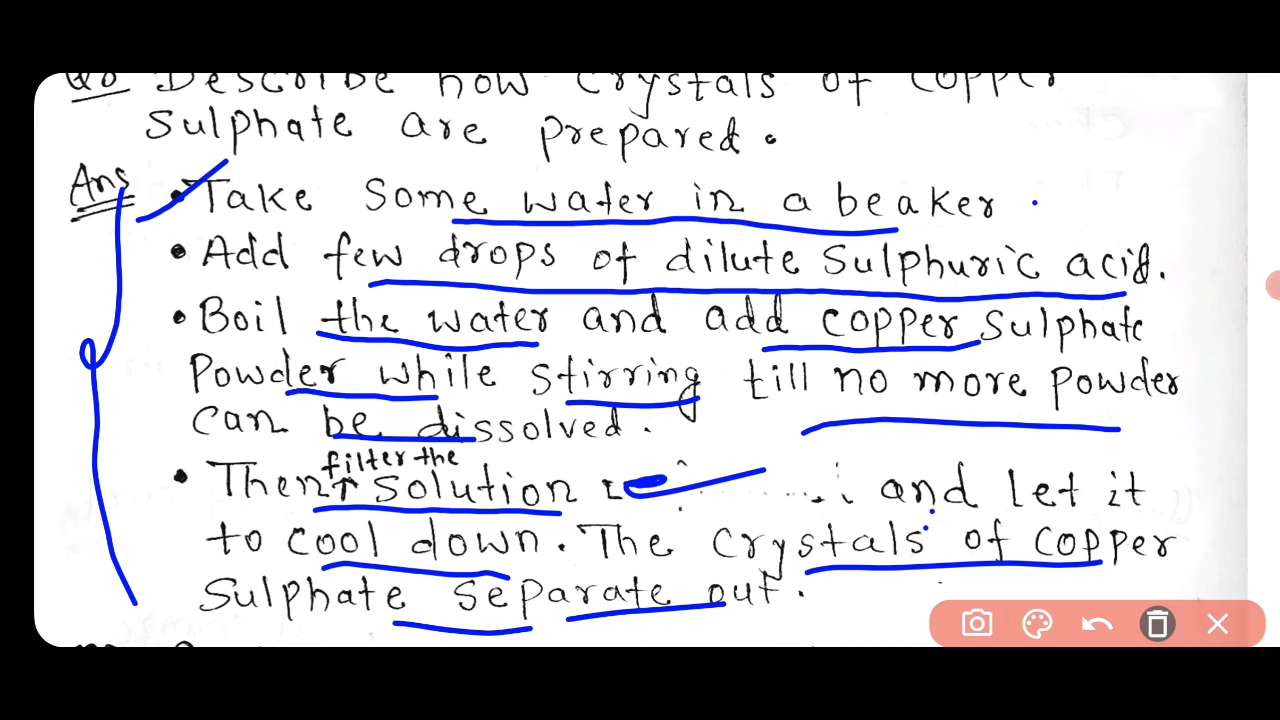 Q8 Describe how crystals of copper
Sulphate are prepared.
Ans • Take some water in a beaker.
• Add few drops of dilute Sulphuric acid.
• Boil the water and add copper Sulphate
Powder while stirring till no more powder
can be dissolved.
filter the
• Then solution and let it
to cool down. The crystals of copper
Sulphate separate out.